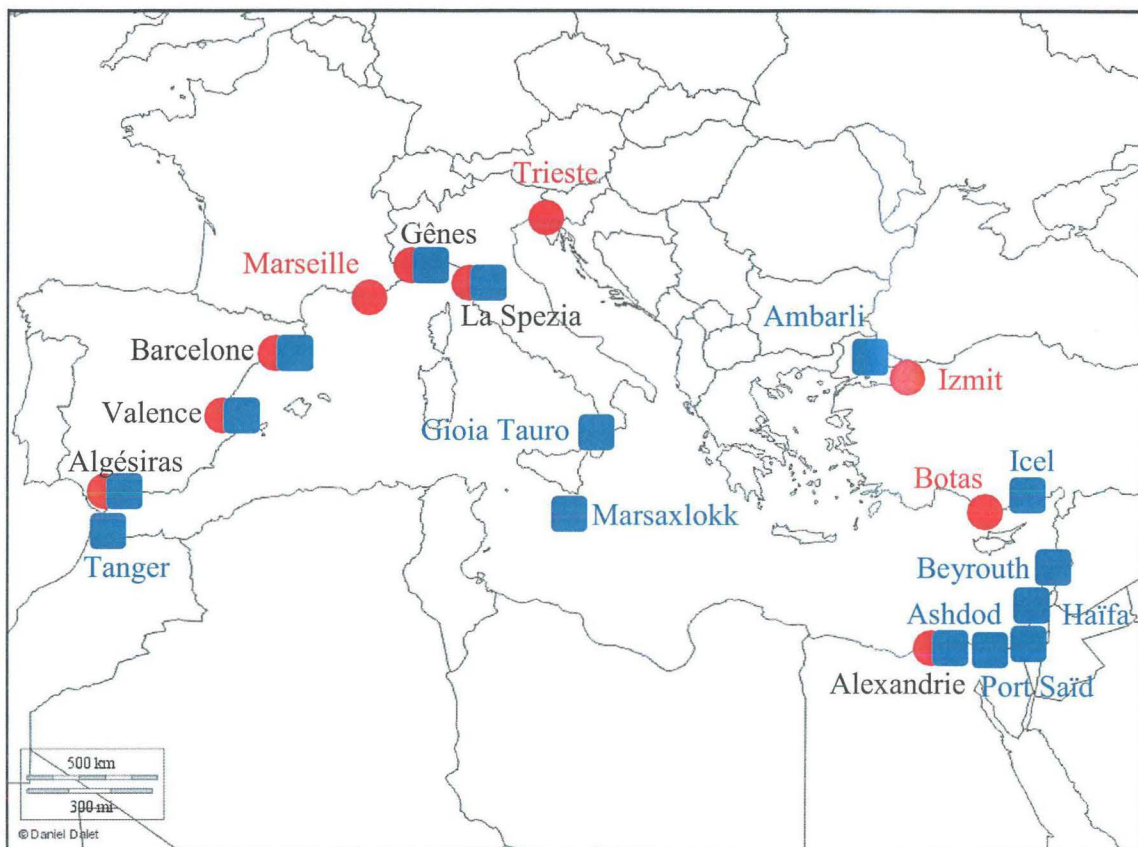 Trieste
Gênes
Marseille
La Spezia
Ambarli
Barcelone
Izmit
Valence
Gioia Tauro
Algésiras
Icel
Botas
Marsaxlokk
Tanger
Beyrouth
Ashdod
Haïfa
Alexandrie
Port Saïd
500 km
300 mi
© Daniel Dalet